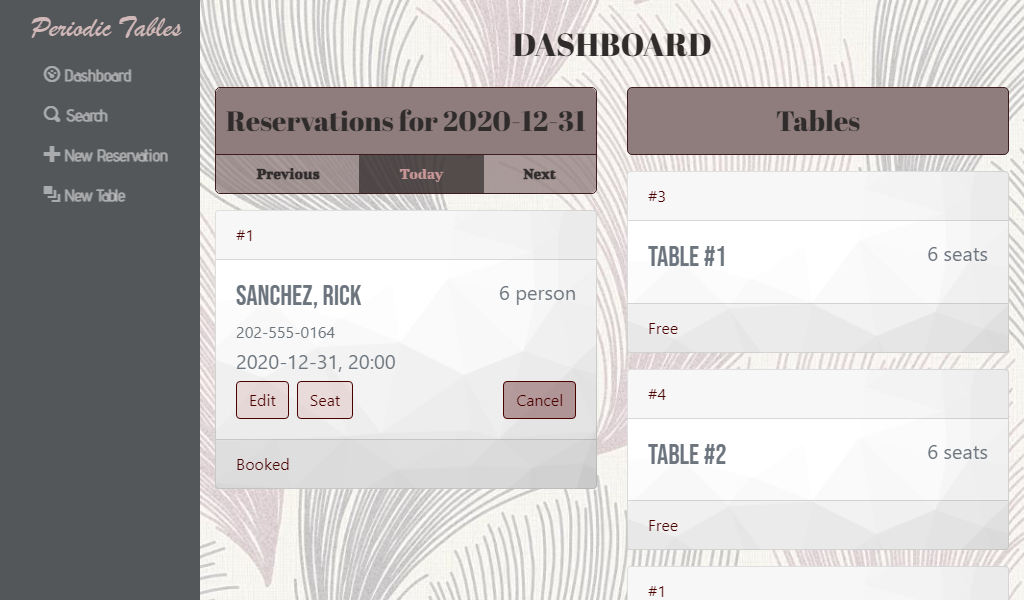 Periodic Tables
Dashboard
Search
New Reservation
New Table
DASHBOARD
Reservations for 2020-12-31
Previous Today Next
#1
SANCHEZ, RICK 6 person
202-555-0164
2020-12-31, 20:00
Edit Seat Cancel
Booked
Tables
#3
TABLE #1 6 seats
Free
#4
TABLE #2 6 seats
Free
#1